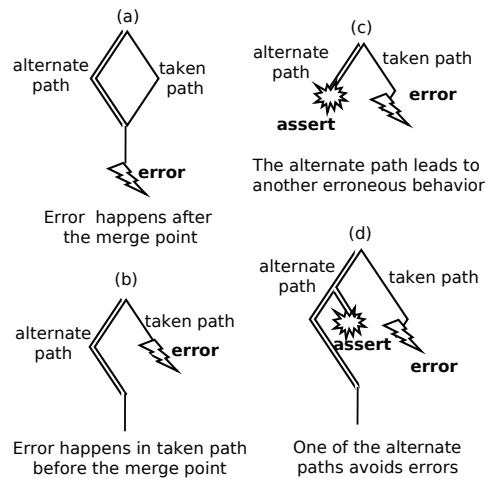 (a)
alternate
path
taken
path
error
Error happens after
the merge point
(b)
alternate
path
taken path
error
Error happens in taken path
before the merge point
(c)
alternate
path
taken path
error
assert
The alternate path leads to
another erroneous behavior
(d)
alternate
path
taken path
assert
error
One of the alternate
paths avoids errors